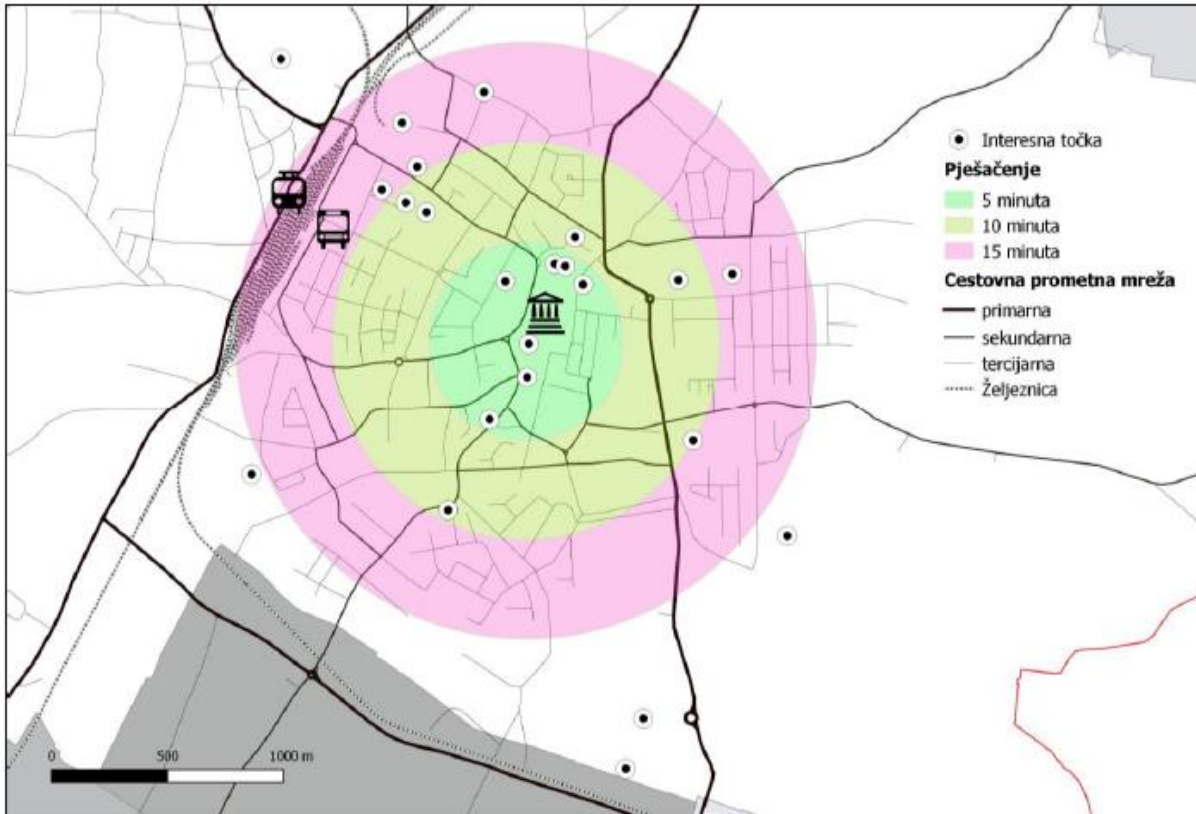 Interesna točka
Pješačenje
5 minuta
10 minuta
15 minuta
Cestovna prometna mreža
primarna
sekundarna
tercijarna
Željeznica
0 500 1000 m